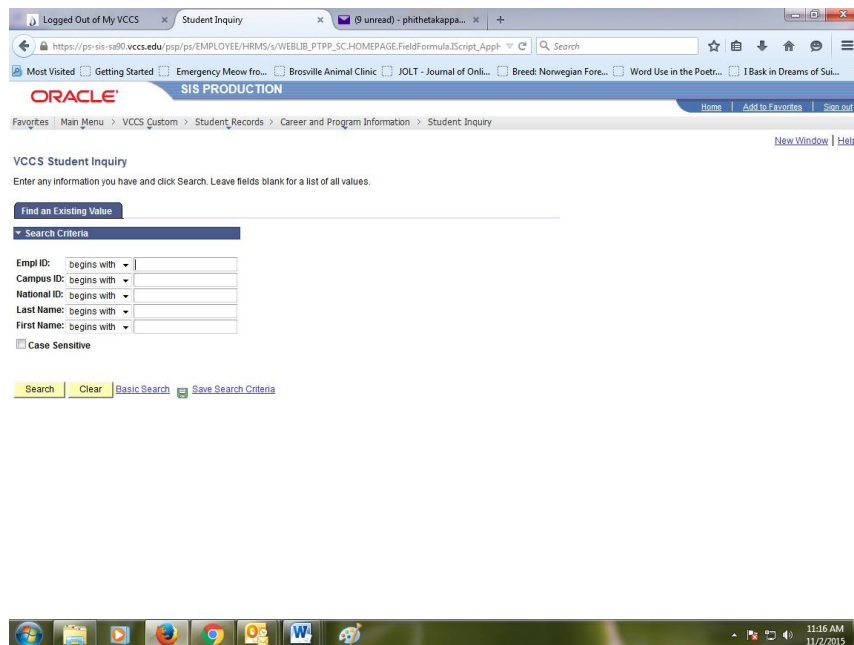 Logged Out of My VCCS
Student Inquiry
(9 unread) - phithetakappa...
https://ps-sis-sa90.vccs.edu/psp/ps/EMPLOYEE/HRMS/s/WEBLIB_PTPP_SC.HOMEPAGE.FieldFormula.IScript_AppH
Search
Most Visited Getting Started Emergency Meow fro... Brosville Animal Clinic JOLT - Journal of Onli... Breed: Norwegian Fore... Word Use in the Poetr... I Bask in Dreams of Sui...
ORACLE' SIS PRODUCTION
Home | Add to Favorites | Sign out
Favorites Main Menu > VCCS Custom > Student Records > Career and Program Information > Student Inquiry
New Window | Help
VCCS Student Inquiry
Enter any information you have and click Search. Leave fields blank for a list of all values.
Find an Existing Value
Search Criteria
Empl ID: begins with
Campus ID: begins with
National ID: begins with
Last Name: begins with
First Name: begins with
Case Sensitive
Search Clear Basic Search Save Search Criteria
11:16 AM
11/2/2015